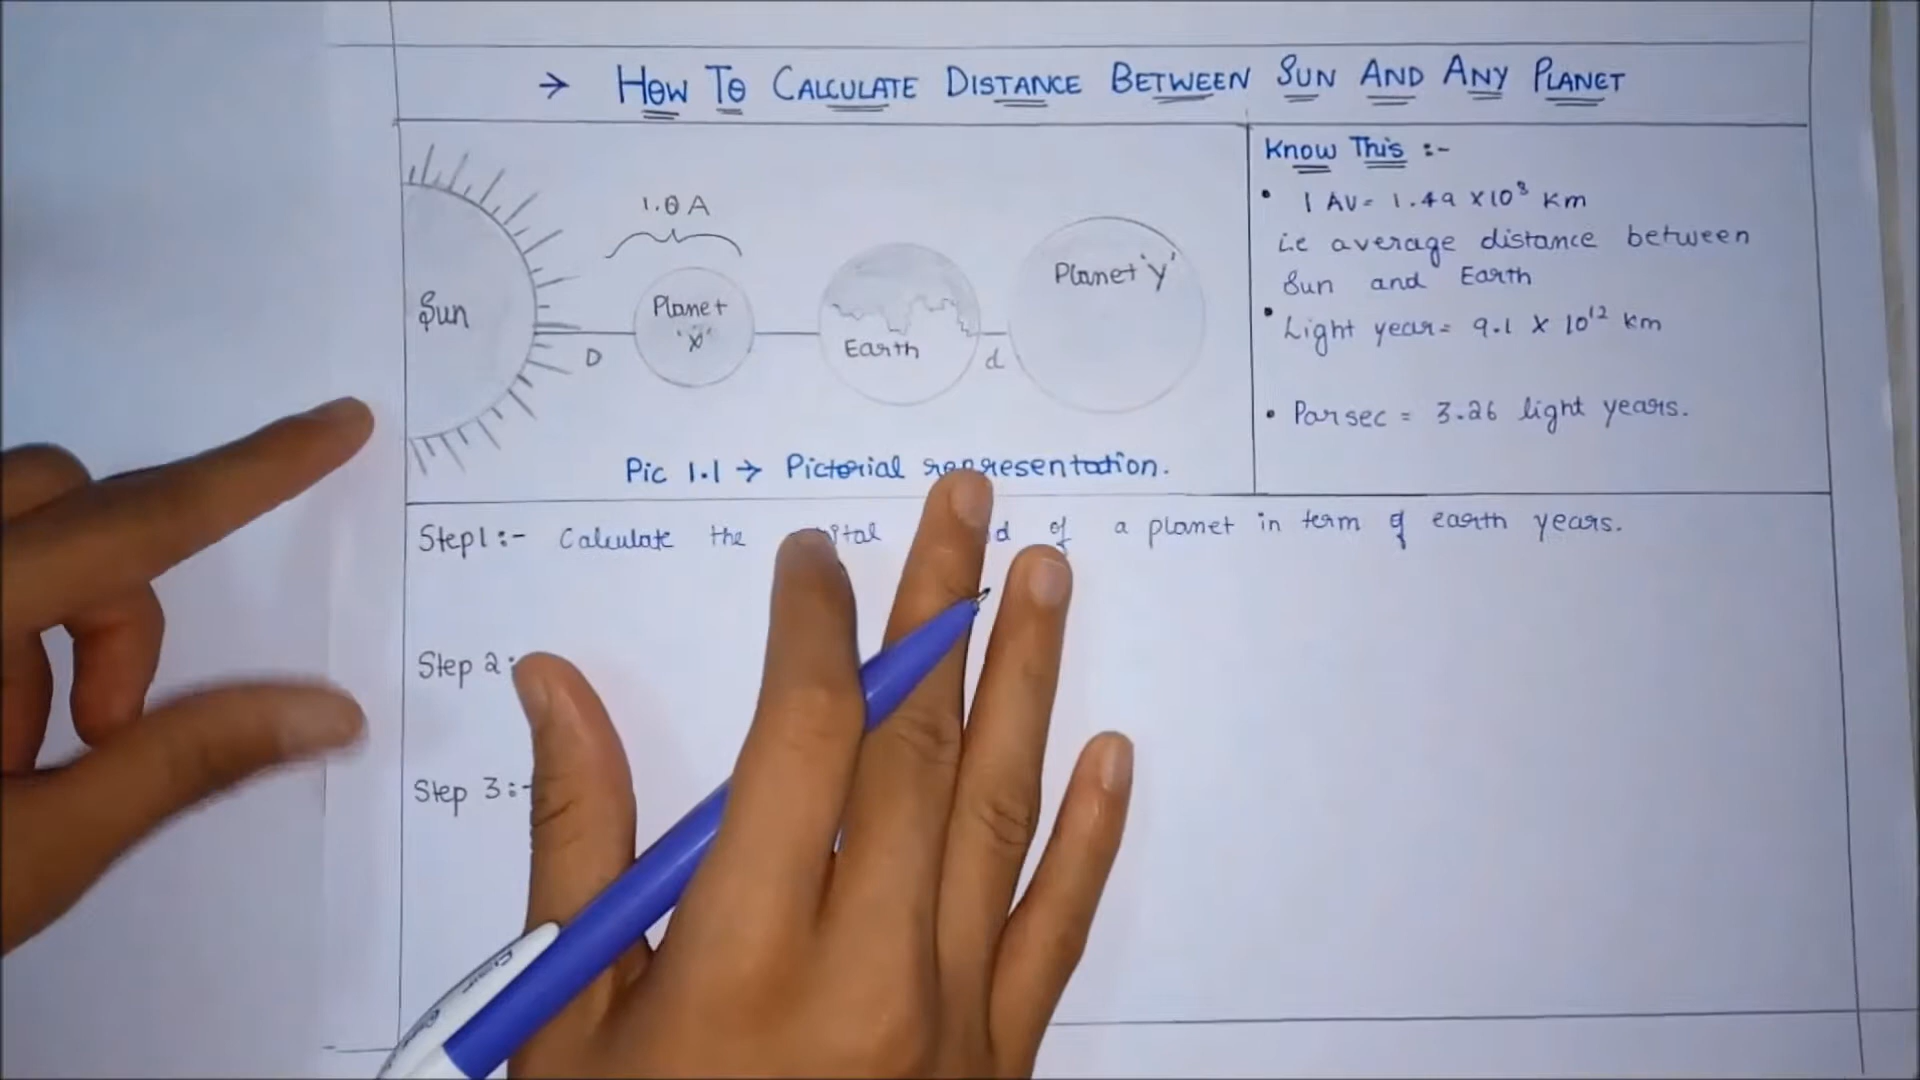 → HOW TO CALCULATE DISTANCE BETWEEN SUN AND ANY PLANET
1.0 A
Sun
Planet
'X'
Earth
Planet 'Y'
D
d
Pic 1.1 → Pictorial representation.
Know This :-
• 1 AU = 1.49 x10⁸ Km
i.e average distance between
Sun and Earth
• Light year = 9.1 X 10¹² km
• Parsec = 3.26 light years.
Step1 :- Calculate the of a planet in term of earth years.
Step 2:
Step 3:-